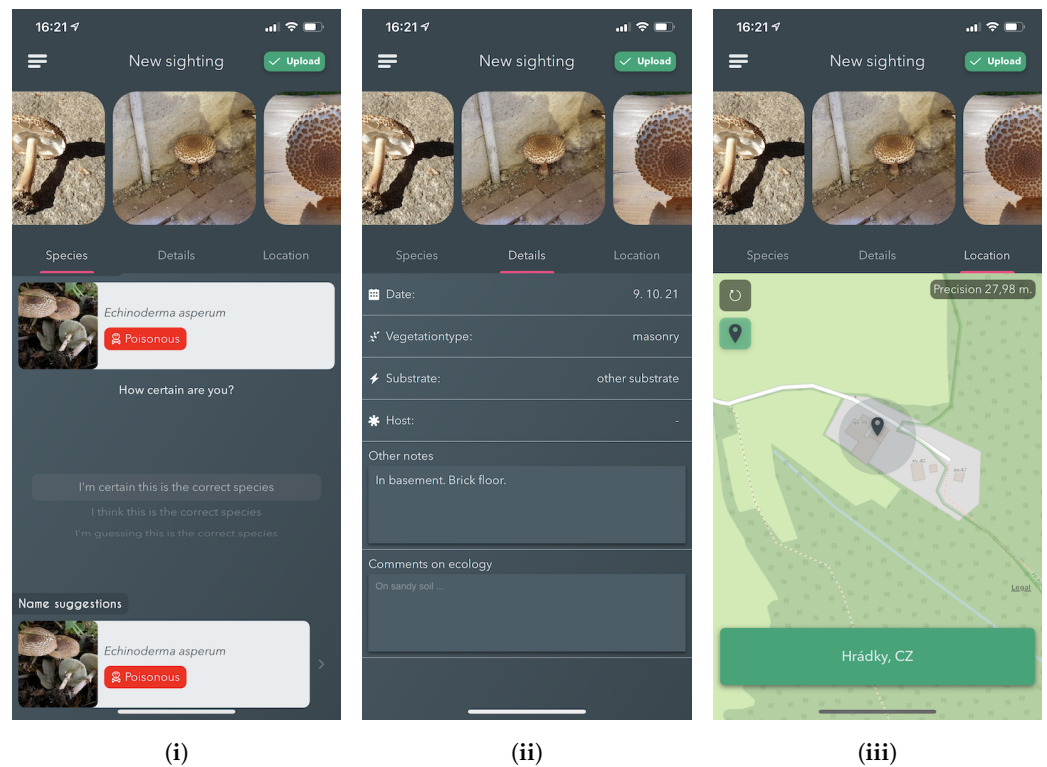 16:21
New sighting
Upload
Species Details Location
Echinoderma asperum
Poisonous
How certain are you?
I'm certain this is the correct species
I think this is the correct species
I'm guessing this is the correct species
Name suggestions
Echinoderma asperum
Poisonous
(i)
16:21
New sighting
Upload
Species Details Location
Date: 9. 10. 21
Vegetationtype: masonry
Substrate: other substrate
Host: -
Other notes
In basement. Brick floor.
Comments on ecology
On sandy soil ...
(ii)
16:21
New sighting
Upload
Species Details Location
Precision 27,98 m.
Legal
Hrádky, CZ
(iii)